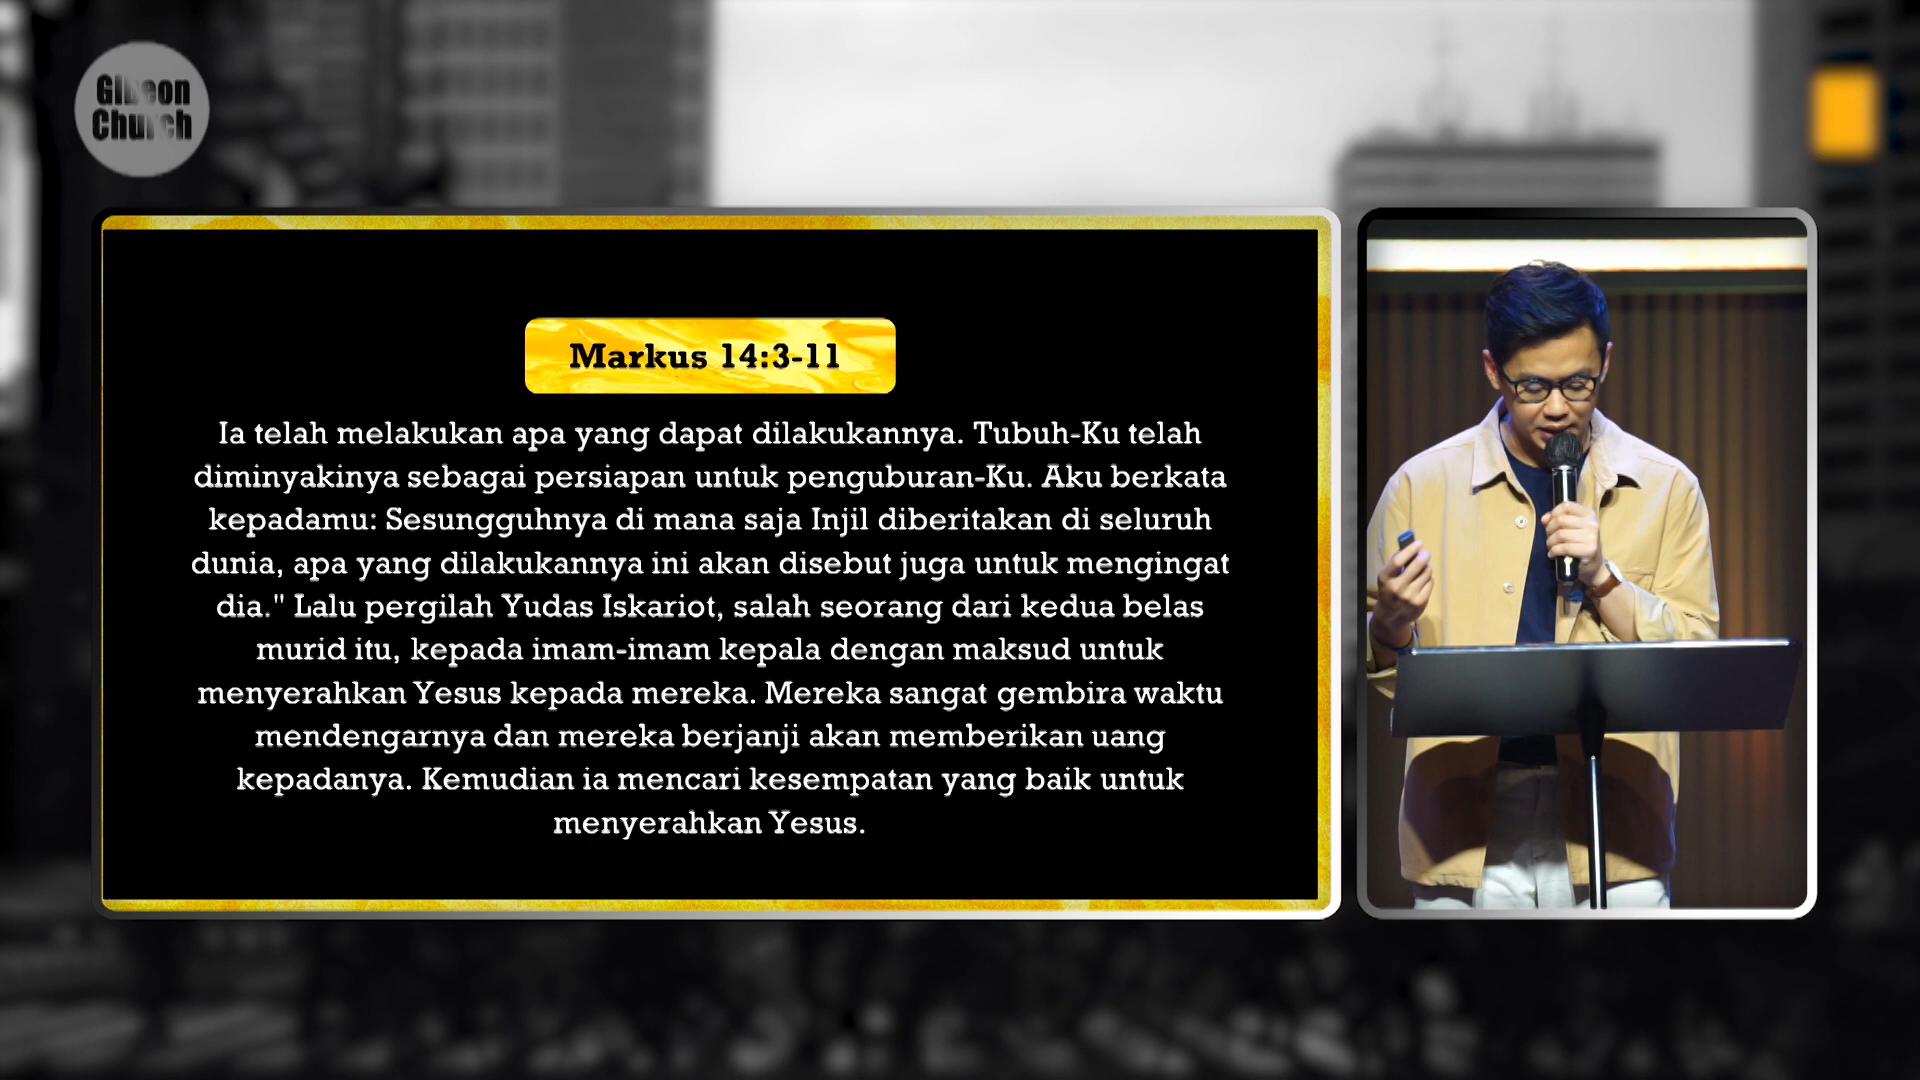 Gibeon
Church
Markus 14:3-11
Ia telah melakukan apa yang dapat dilakukannya. Tubuh-Ku telah
diminyakinya sebagai persiapan untuk penguburan-Ku. Aku berkata
kepadamu: Sesungguhnya di mana saja Injil diberitakan di seluruh
dunia, apa yang dilakukannya ini akan disebut juga untuk mengingat
dia." Lalu pergilah Yudas Iskariot, salah seorang dari kedua belas
murid itu, kepada imam-imam kepala dengan maksud untuk
menyerahkan Yesus kepada mereka. Mereka sangat gembira waktu
mendengarnya dan mereka berjanji akan memberikan uang
kepadanya. Kemudian ia mencari kesempatan yang baik untuk
menyerahkan Yesus.